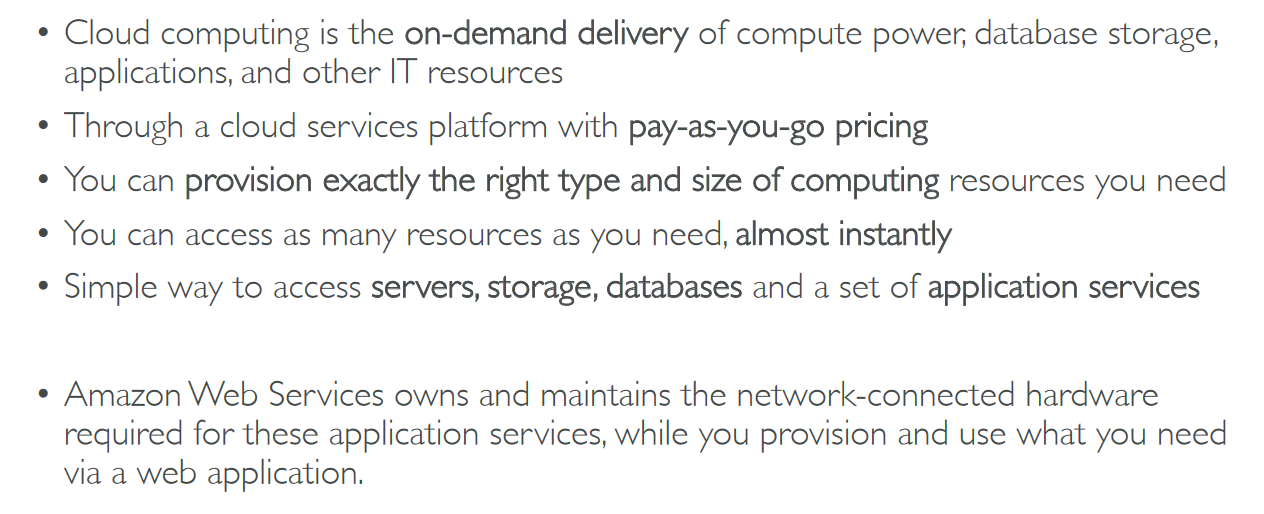 • Cloud computing is the on-demand delivery of compute power, database storage,
applications, and other IT resources
• Through a cloud services platform with pay-as-you-go pricing
• You can provision exactly the right type and size of computing resources you need
• You can access as many resources as you need, almost instantly
• Simple way to access servers, storage, databases and a set of application services
• Amazon Web Services owns and maintains the network-connected hardware
required for these application services, while you provision and use what you need
via a web application.